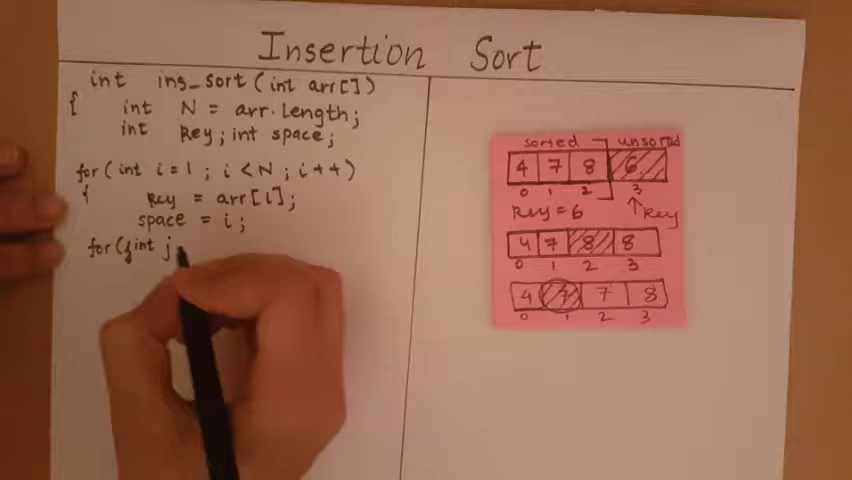 Insertion Sort
int ins_sort (int arr[])
{ int N = arr.length;
int key; int space;
for(int i=1 ; i<N ; i++)
{ key = arr[i];
space = i;
for(int j
sorted unsorted
4 7 8 6
0 1 2 3
key=6 key
4 7 8 8
0 1 2 3
4 7 7 8
0 1 2 3